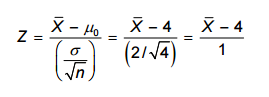 Z = (X̄ − μ₀) / (σ/√n) = (X̄ − 4) / (2/√4) = (X̄ − 4) / 1